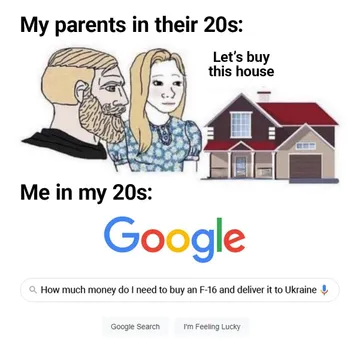 My parents in their 20s:
Let's buy
this house
Me in my 20s:
Google
How much money do I need to buy an F-16 and deliver it to Ukraine
Google Search I'm Feeling Lucky